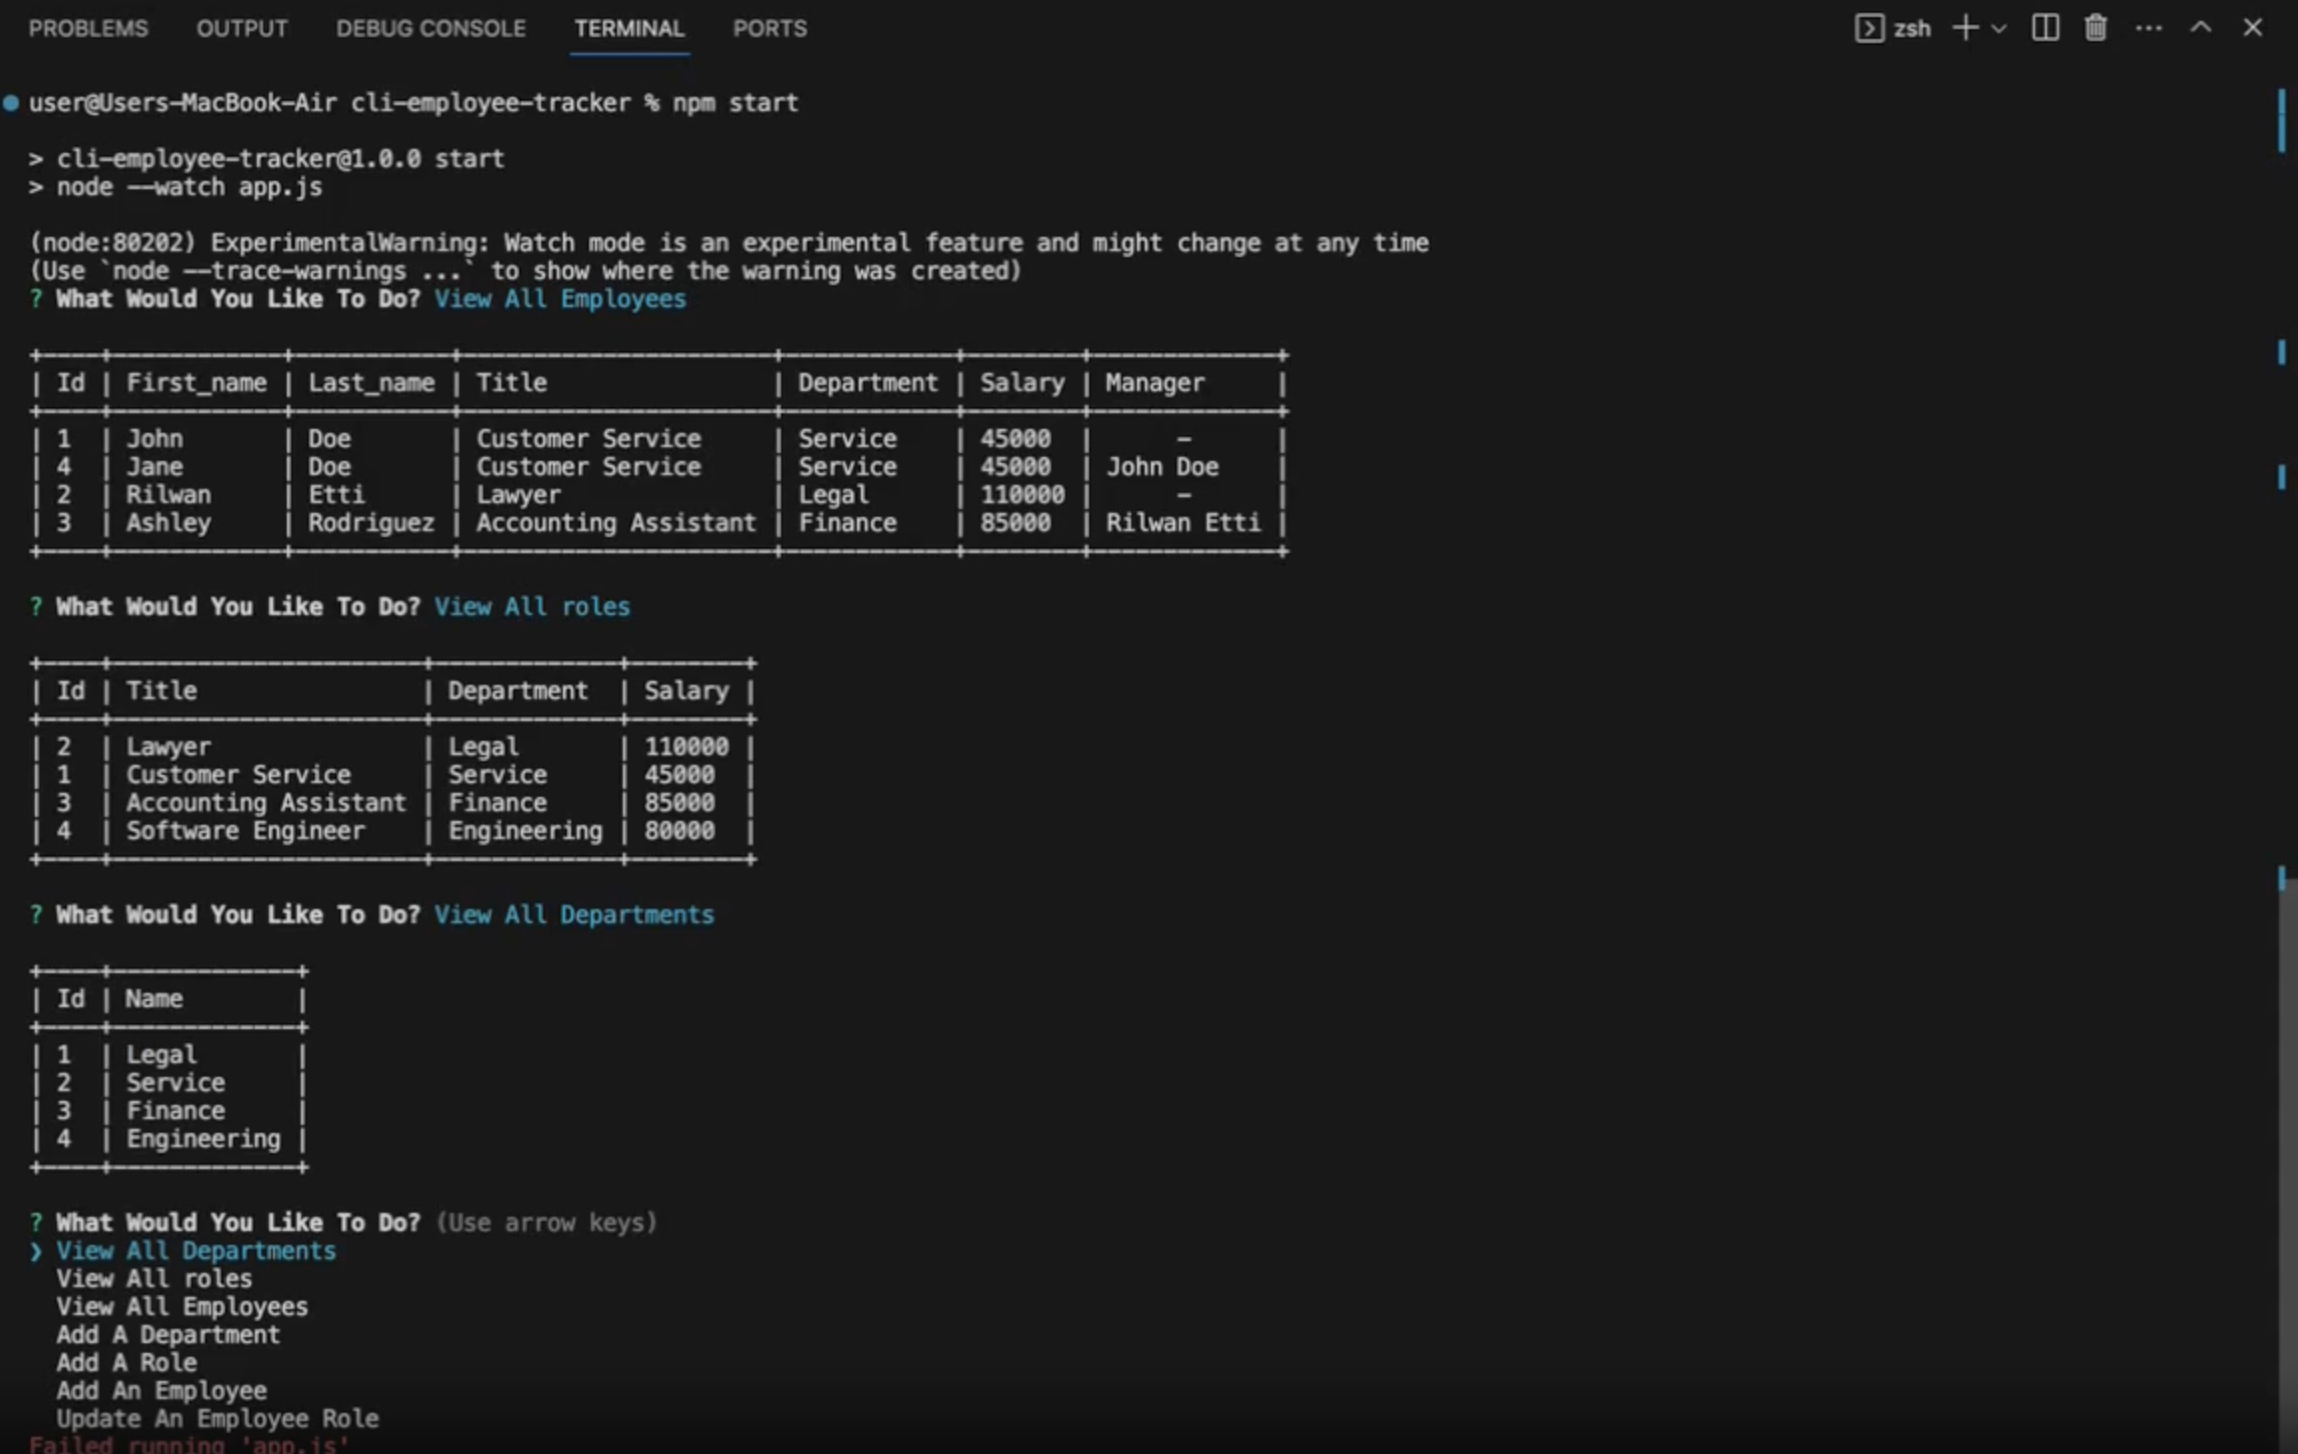 PROBLEMS OUTPUT DEBUG CONSOLE TERMINAL PORTS zsh
user@Users-MacBook-Air cli-employee-tracker % npm start
> cli-employee-tracker@1.0.0 start
> node --watch app.js
(node:80202) ExperimentalWarning: Watch mode is an experimental feature and might change at any time
(Use `node --trace-warnings ...` to show where the warning was created)
? What Would You Like To Do? View All Employees
| Id | First_name | Last_name | Title | Department | Salary | Manager |
| 1 | John | Doe | Customer Service | Service | 45000 | - |
| 4 | Jane | Doe | Customer Service | Service | 45000 | John Doe |
| 2 | Rilwan | Etti | Lawyer | Legal | 110000 | - |
| 3 | Ashley | Rodriguez | Accounting Assistant | Finance | 85000 | Rilwan Etti |
? What Would You Like To Do? View All roles
| Id | Title | Department | Salary |
| 2 | Lawyer | Legal | 110000 |
| 1 | Customer Service | Service | 45000 |
| 3 | Accounting Assistant | Finance | 85000 |
| 4 | Software Engineer | Engineering | 80000 |
? What Would You Like To Do? View All Departments
| Id | Name |
| 1 | Legal |
| 2 | Service |
| 3 | Finance |
| 4 | Engineering |
? What Would You Like To Do? (Use arrow keys)
❯ View All Departments
View All roles
View All Employees
Add A Department
Add A Role
Add An Employee
Update An Employee Role
Failed running 'app.js'